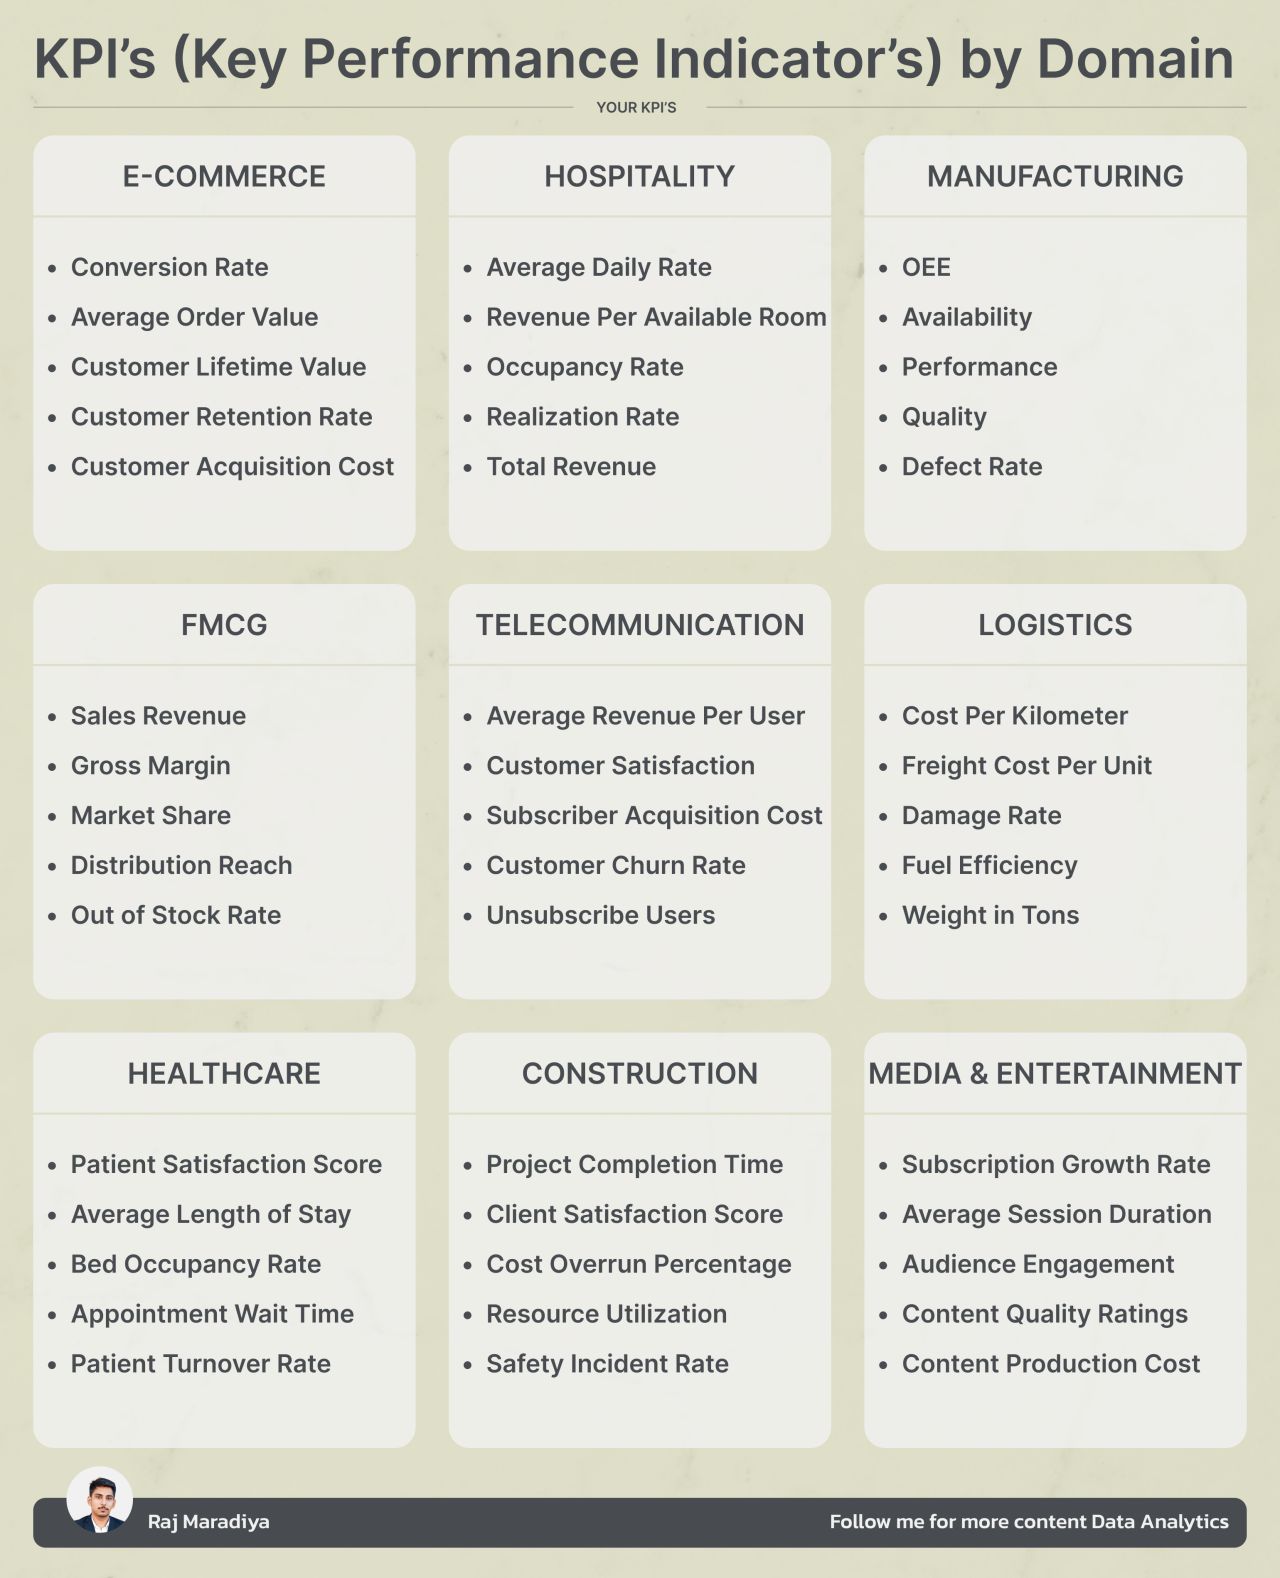 KPI’s (Key Performance Indicator’s) by Domain
YOUR KPI’S
E-COMMERCE
• Conversion Rate
• Average Order Value
• Customer Lifetime Value
• Customer Retention Rate
• Customer Acquisition Cost
HOSPITALITY
• Average Daily Rate
• Revenue Per Available Room
• Occupancy Rate
• Realization Rate
• Total Revenue
MANUFACTURING
• OEE
• Availability
• Performance
• Quality
• Defect Rate
FMCG
• Sales Revenue
• Gross Margin
• Market Share
• Distribution Reach
• Out of Stock Rate
TELECOMMUNICATION
• Average Revenue Per User
• Customer Satisfaction
• Subscriber Acquisition Cost
• Customer Churn Rate
• Unsubscribe Users
LOGISTICS
• Cost Per Kilometer
• Freight Cost Per Unit
• Damage Rate
• Fuel Efficiency
• Weight in Tons
HEALTHCARE
• Patient Satisfaction Score
• Average Length of Stay
• Bed Occupancy Rate
• Appointment Wait Time
• Patient Turnover Rate
CONSTRUCTION
• Project Completion Time
• Client Satisfaction Score
• Cost Overrun Percentage
• Resource Utilization
• Safety Incident Rate
MEDIA & ENTERTAINMENT
• Subscription Growth Rate
• Average Session Duration
• Audience Engagement
• Content Quality Ratings
• Content Production Cost
Raj Maradiya
Follow me for more content Data Analytics